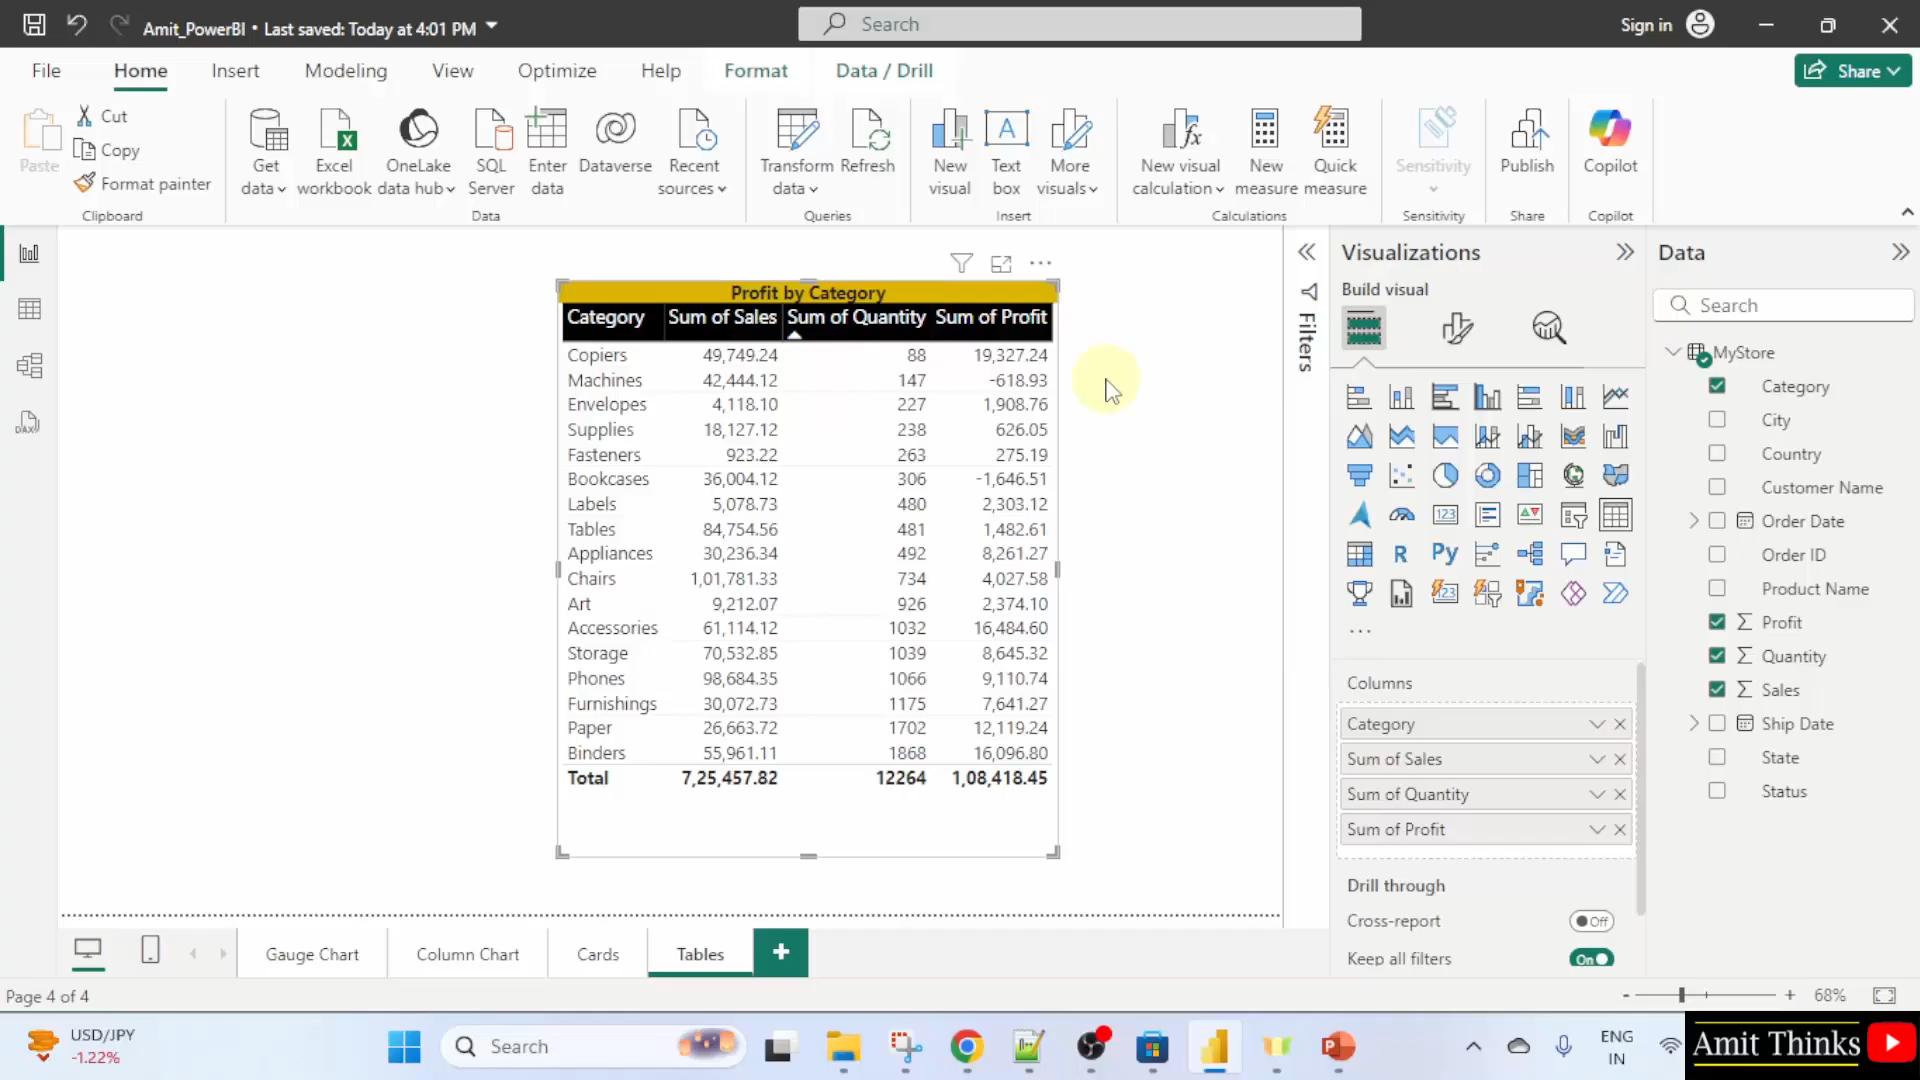 Amit_PowerBI • Last saved: Today at 4:01 PM
Search
Sign in
File Home Insert Modeling View Optimize Help Format Data / Drill
Share
Paste
Cut
Copy
Format painter
Clipboard
Get data
Excel workbook
OneLake data hub
SQL Server
Enter data
Dataverse
Recent sources
Data
Transform data
Refresh
Queries
New visual
Text box
More visuals
Insert
New visual calculation
New measure
Quick measure
Calculations
Sensitivity
Sensitivity
Publish
Share
Copilot
Copilot
DAX
Profit by Category
Category Sum of Sales Sum of Quantity Sum of Profit
Copiers 49,749.24 88 19,327.24
Machines 42,444.12 147 -618.93
Envelopes 4,118.10 227 1,908.76
Supplies 18,127.12 238 626.05
Fasteners 923.22 263 275.19
Bookcases 36,004.12 306 -1,646.51
Labels 5,078.73 480 2,303.12
Tables 84,754.56 481 1,482.61
Appliances 30,236.34 492 8,261.27
Chairs 1,01,781.33 734 4,027.58
Art 9,212.07 926 2,374.10
Accessories 61,114.12 1032 16,484.60
Storage 70,532.85 1039 8,645.32
Phones 98,684.35 1066 9,110.74
Furnishings 30,072.73 1175 7,641.27
Paper 26,663.72 1702 12,119.24
Binders 55,961.11 1868 16,096.80
Total 7,25,457.82 12264 1,08,418.45
Filters
Visualizations
Build visual
123
R Py
123
Columns
Category
Sum of Sales
Sum of Quantity
Sum of Profit
Drill through
Cross-report
Off
Keep all filters
On
Data
Search
MyStore
Category
City
Country
Customer Name
Order Date
Order ID
Product Name
Profit
Quantity
Sales
Ship Date
State
Status
Gauge Chart Column Chart Cards Tables
Page 4 of 4
68%
USD/JPY
-1.22%
Search
ENG
IN
Amit Thinks